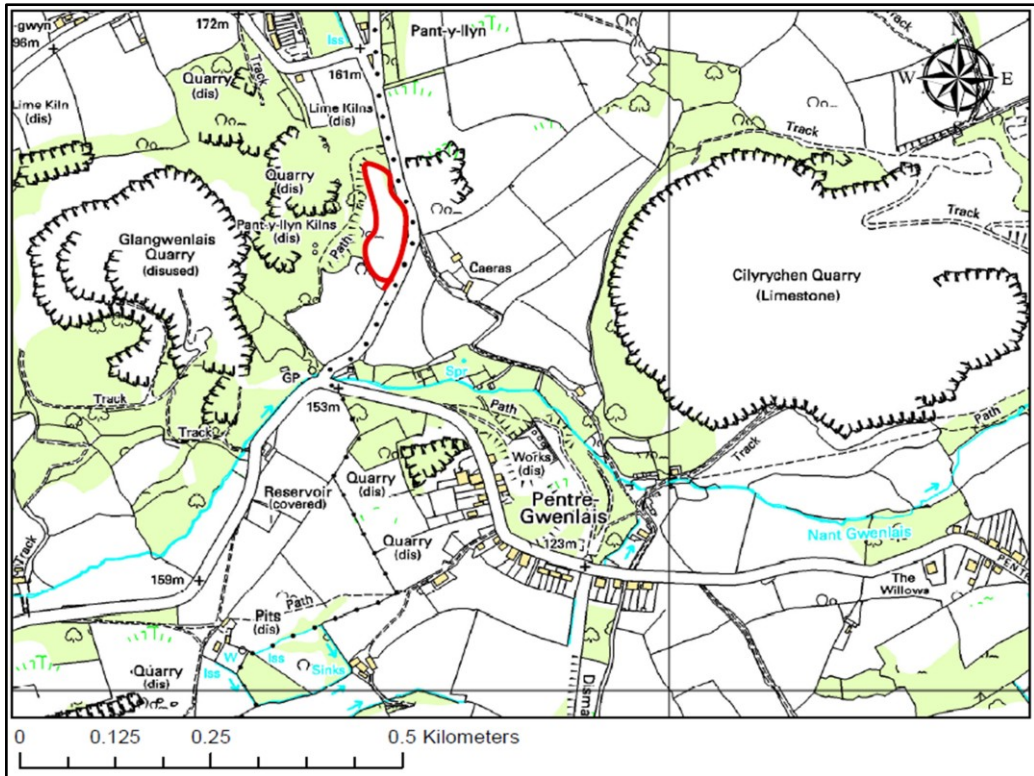 -gwyn
96m
172m
Track
Iss
161m
Pant-y-llyn
N
W
E
S
Quarry
(dis)
Lime Kiln
(dis)
Lime Kilns
(dis)
Track
Quarry
(dis)
Pant-y-llyn Kilns
(dis)
Path
Glangwenlais
Quarry
(disused)
Caeras
Cilyrychen Quarry
(Limestone)
Track
GP
Spr
Track
153m
Track
Path
Path
Track
Works
(dis)
Reservoir
(covered)
Quarry
(dis)
Pentre-
Gwenlais
Quarry
(dis)
123m
Nant Gwenlais
Track
159m
Path
Pits
(dis)
The
Willows
PENT
W
Iss
Iss
Sinks
Quarry
(dis)
Disma
0
0.125
0.25
0.5 Kilometers